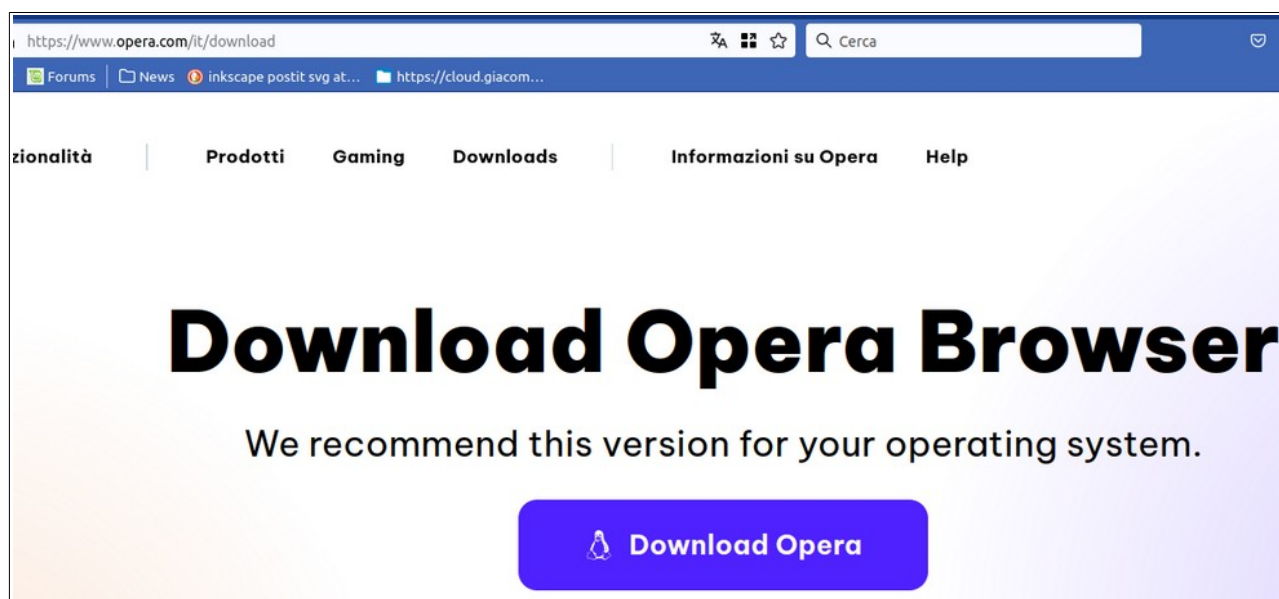 https://www.opera.com/it/download
Cerca
Forums News inkscape postit svg at... https://cloud.giacom...
zionalità Prodotti Gaming Downloads Informazioni su Opera Help
Download Opera Browser
We recommend this version for your operating system.
Download Opera